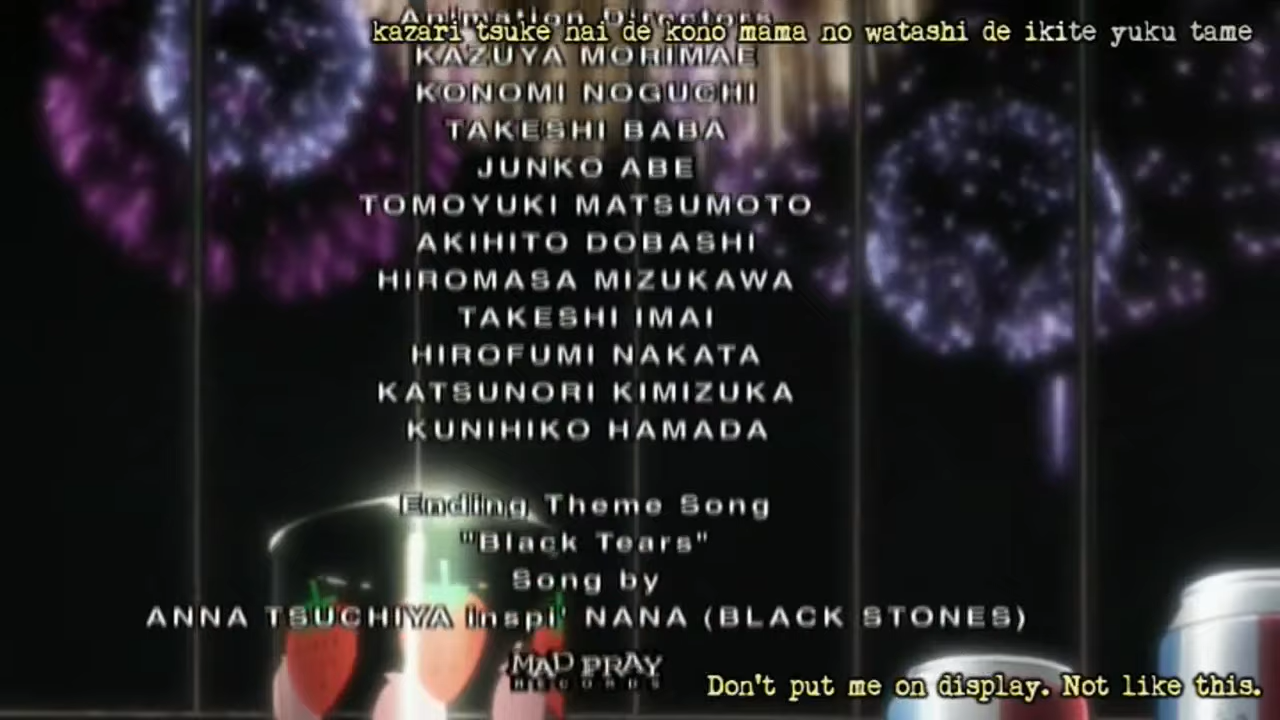 Animation Directors
kazari tsuke nai de kono mama no watashi de ikite yuku tame
KAZUYA MORIMAE
KONOMI NOGUCHI
TAKESHI BABA
JUNKO ABE
TOMOYUKI MATSUMOTO
AKIHITO DOBASHI
HIROMASA MIZUKAWA
TAKESHI IMAI
HIROFUMI NAKATA
KATSUNORI KIMIZUKA
KUNIHIKO HAMADA
Ending Theme Song
"Black Tears"
Song by
ANNA TSUCHIYA Inspi' NANA (BLACK STONES)
MAD PRAY
RECORDS
Don't put me on display. Not like this.